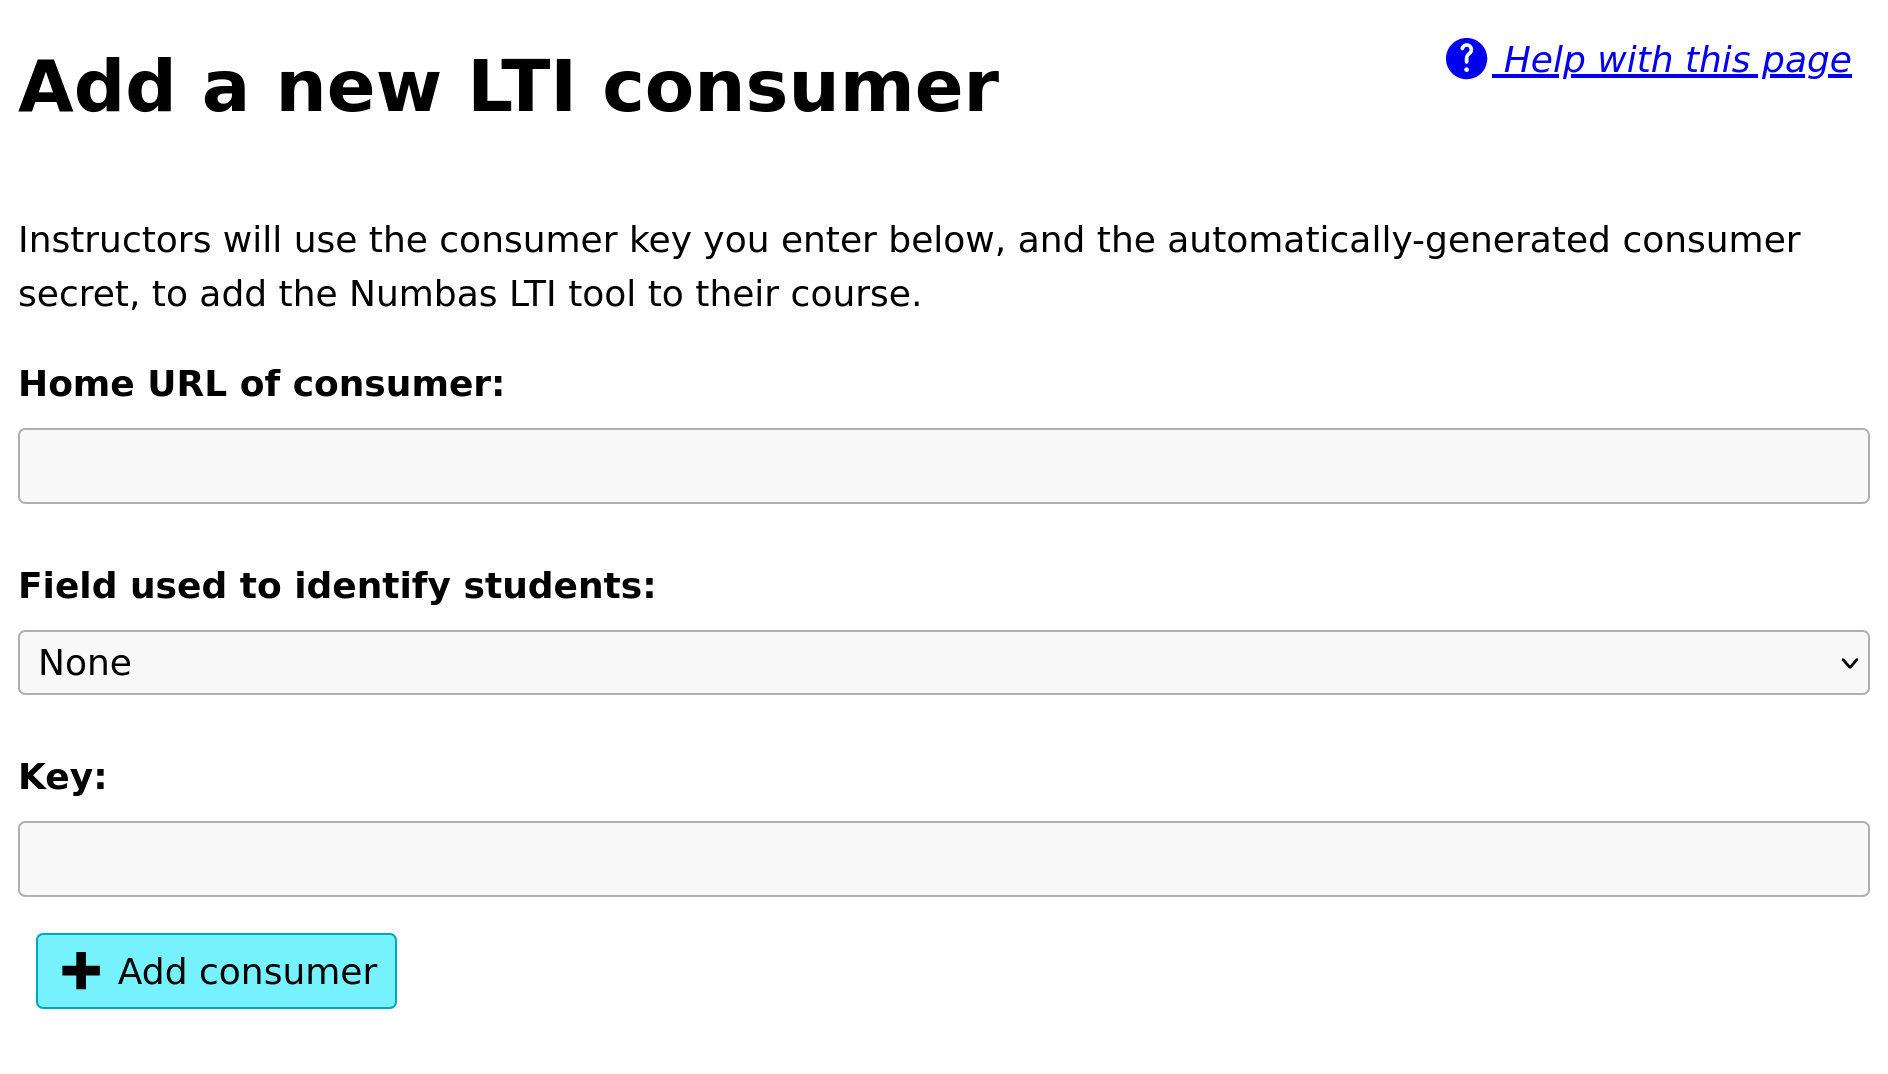 Add a new LTI consumer
Help with this page
Instructors will use the consumer key you enter below, and the automatically-generated consumer
secret, to add the Numbas LTI tool to their course.
Home URL of consumer:
Field used to identify students:
None
Key:
Add consumer